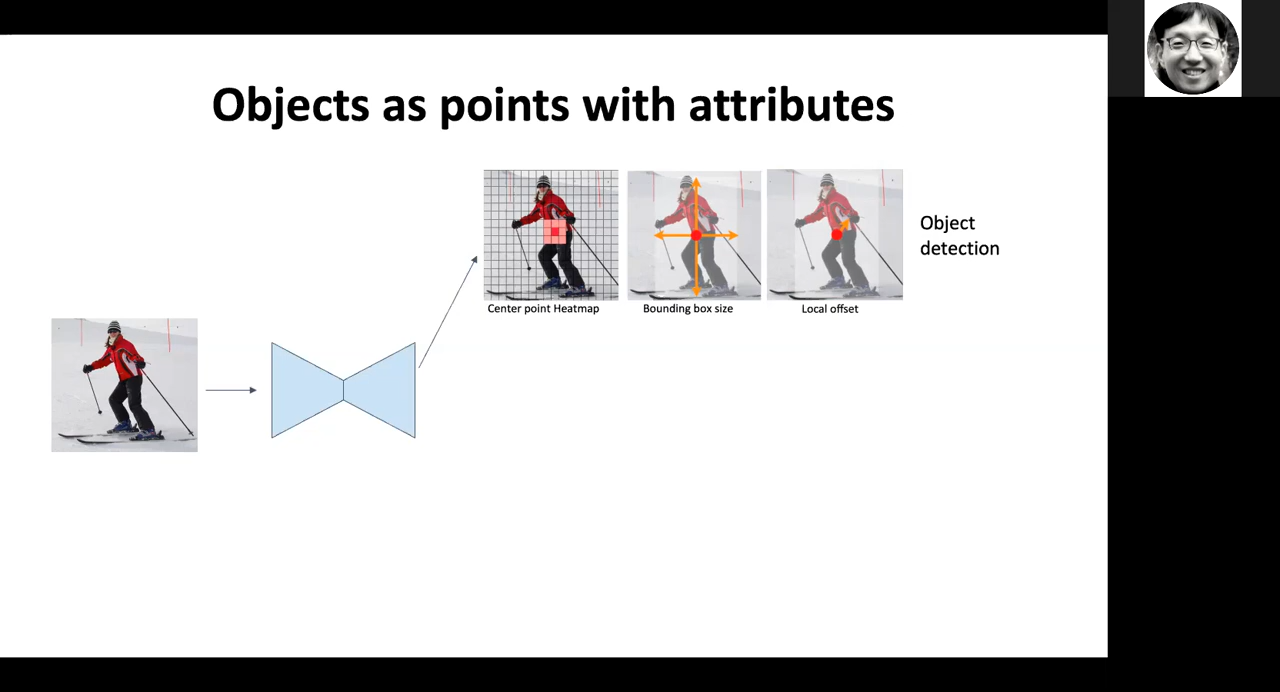 Objects as points with attributes
Center point Heatmap
Bounding box size
Local offset
Object
detection